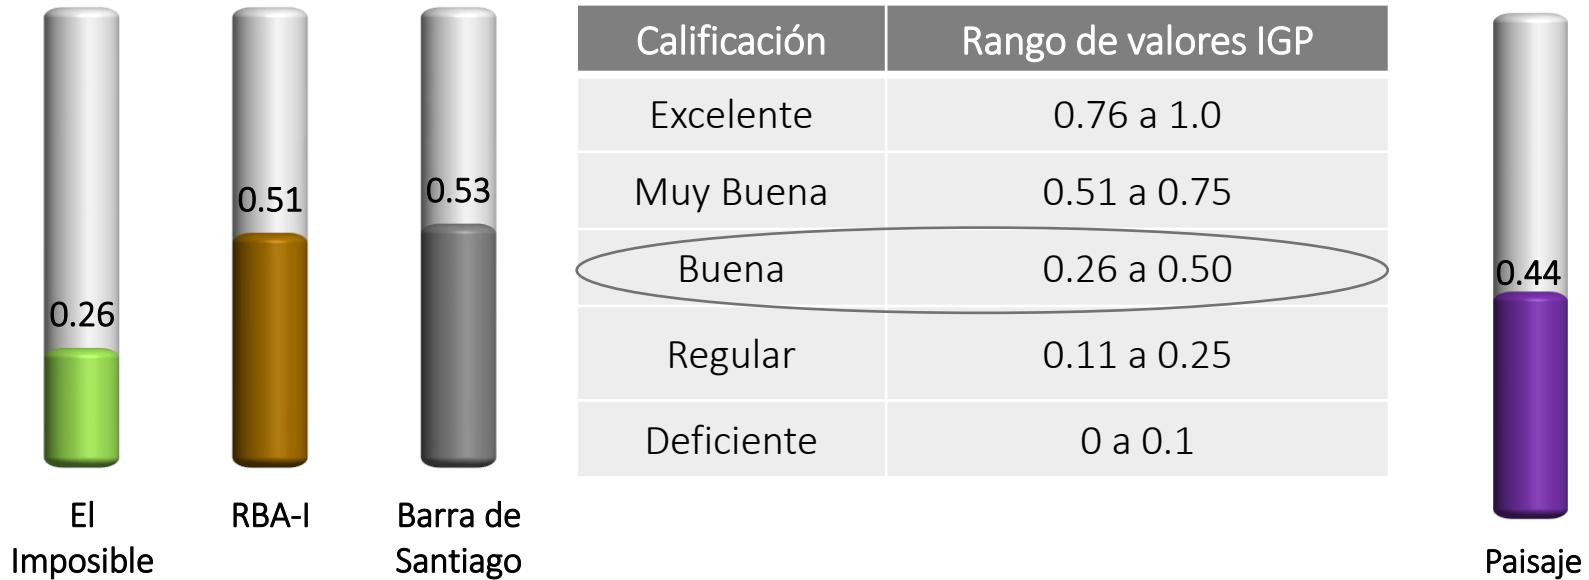 0.26
El
Imposible
0.51
RBA-I
0.53
Barra de
Santiago
Calificación Rango de valores IGP
Excelente 0.76 a 1.0
Muy Buena 0.51 a 0.75
Buena 0.26 a 0.50
Regular 0.11 a 0.25
Deficiente 0 a 0.1
0.44
Paisaje